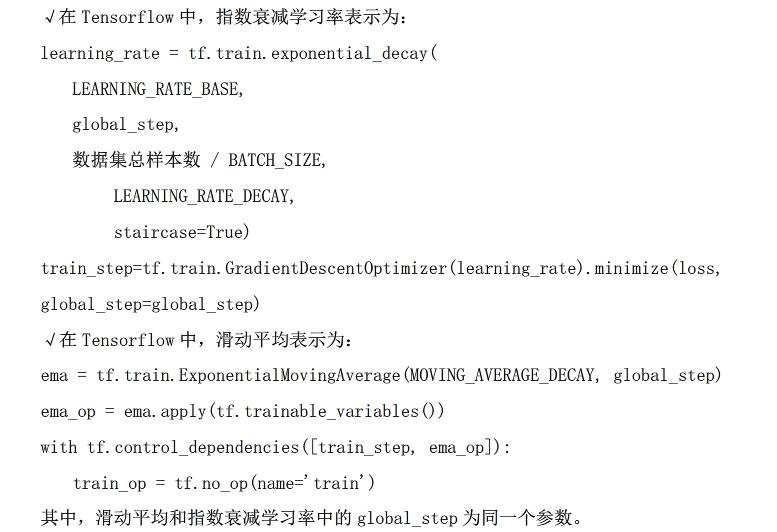 √在 Tensorflow 中，指数衰减学习率表示为：
learning_rate = tf.train.exponential_decay(
LEARNING_RATE_BASE,
global_step,
数据集总样本数 / BATCH_SIZE,
LEARNING_RATE_DECAY,
staircase=True)
train_step=tf.train.GradientDescentOptimizer(learning_rate).minimize(loss,
global_step=global_step)
√在 Tensorflow 中，滑动平均表示为：
ema = tf.train.ExponentialMovingAverage(MOVING_AVERAGE_DECAY, global_step)
ema_op = ema.apply(tf.trainable_variables())
with tf.control_dependencies([train_step, ema_op]):
train_op = tf.no_op(name='train')
其中，滑动平均和指数衰减学习率中的 global_step 为同一个参数。